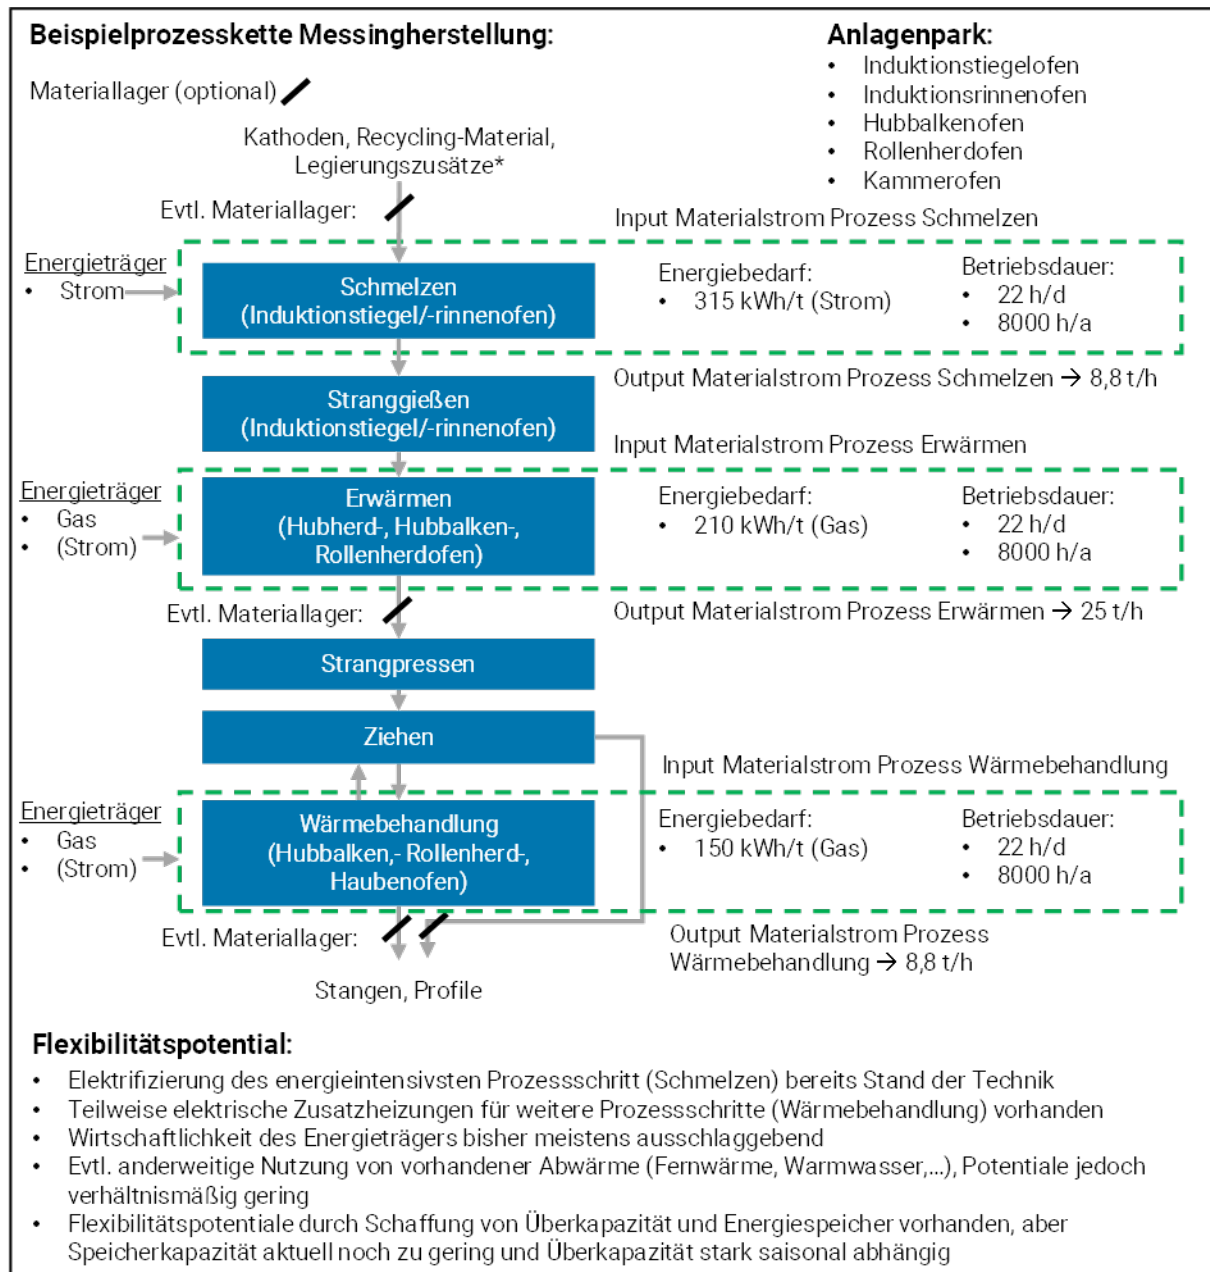 Beispielprozesskette Messingherstellung:
Materiallager (optional)
Anlagenpark:
• Induktionstiegelofen
• Induktionsrinnenofen
• Hubbalkenofen
• Rollenherdofen
• Kammerofen
Kathoden, Recycling-Material,
Legierungszusätze*
Evtl. Materiallager:
Input Materialstrom Prozess Schmelzen
Energieträger
• Strom
Schmelzen
(Induktionstiegel/-rinnenofen)
Energiebedarf:
• 315 kWh/t (Strom)
Betriebsdauer:
• 22 h/d
• 8000 h/a
Output Materialstrom Prozess Schmelzen → 8,8 t/h
Stranggießen
(Induktionstiegel/-rinnenofen)
Input Materialstrom Prozess Erwärmen
Energieträger
• Gas
• (Strom)
Erwärmen
(Hubherd-, Hubbalken-,
Rollenherdofen)
Energiebedarf:
• 210 kWh/t (Gas)
Betriebsdauer:
• 22 h/d
• 8000 h/a
Output Materialstrom Prozess Erwärmen → 25 t/h
Evtl. Materiallager:
Strangpressen
Ziehen
Input Materialstrom Prozess Wärmebehandlung
Energieträger
• Gas
• (Strom)
Wärmebehandlung
(Hubbalken,- Rollenherd-,
Haubenofen)
Energiebedarf:
• 150 kWh/t (Gas)
Betriebsdauer:
• 22 h/d
• 8000 h/a
Evtl. Materiallager:
Output Materialstrom Prozess
Wärmebehandlung → 8,8 t/h
Stangen, Profile
Flexibilitätspotential:
• Elektrifizierung des energieintensivsten Prozessschritt (Schmelzen) bereits Stand der Technik
• Teilweise elektrische Zusatzheizungen für weitere Prozessschritte (Wärmebehandlung) vorhanden
• Wirtschaftlichkeit des Energieträgers bisher meistens ausschlaggebend
• Evtl. anderweitige Nutzung von vorhandener Abwärme (Fernwärme, Warmwasser,...), Potentiale jedoch
verhältnismäßig gering
• Flexibilitätspotentiale durch Schaffung von Überkapazität und Energiespeicher vorhanden, aber
Speicherkapazität aktuell noch zu gering und Überkapazität stark saisonal abhängig